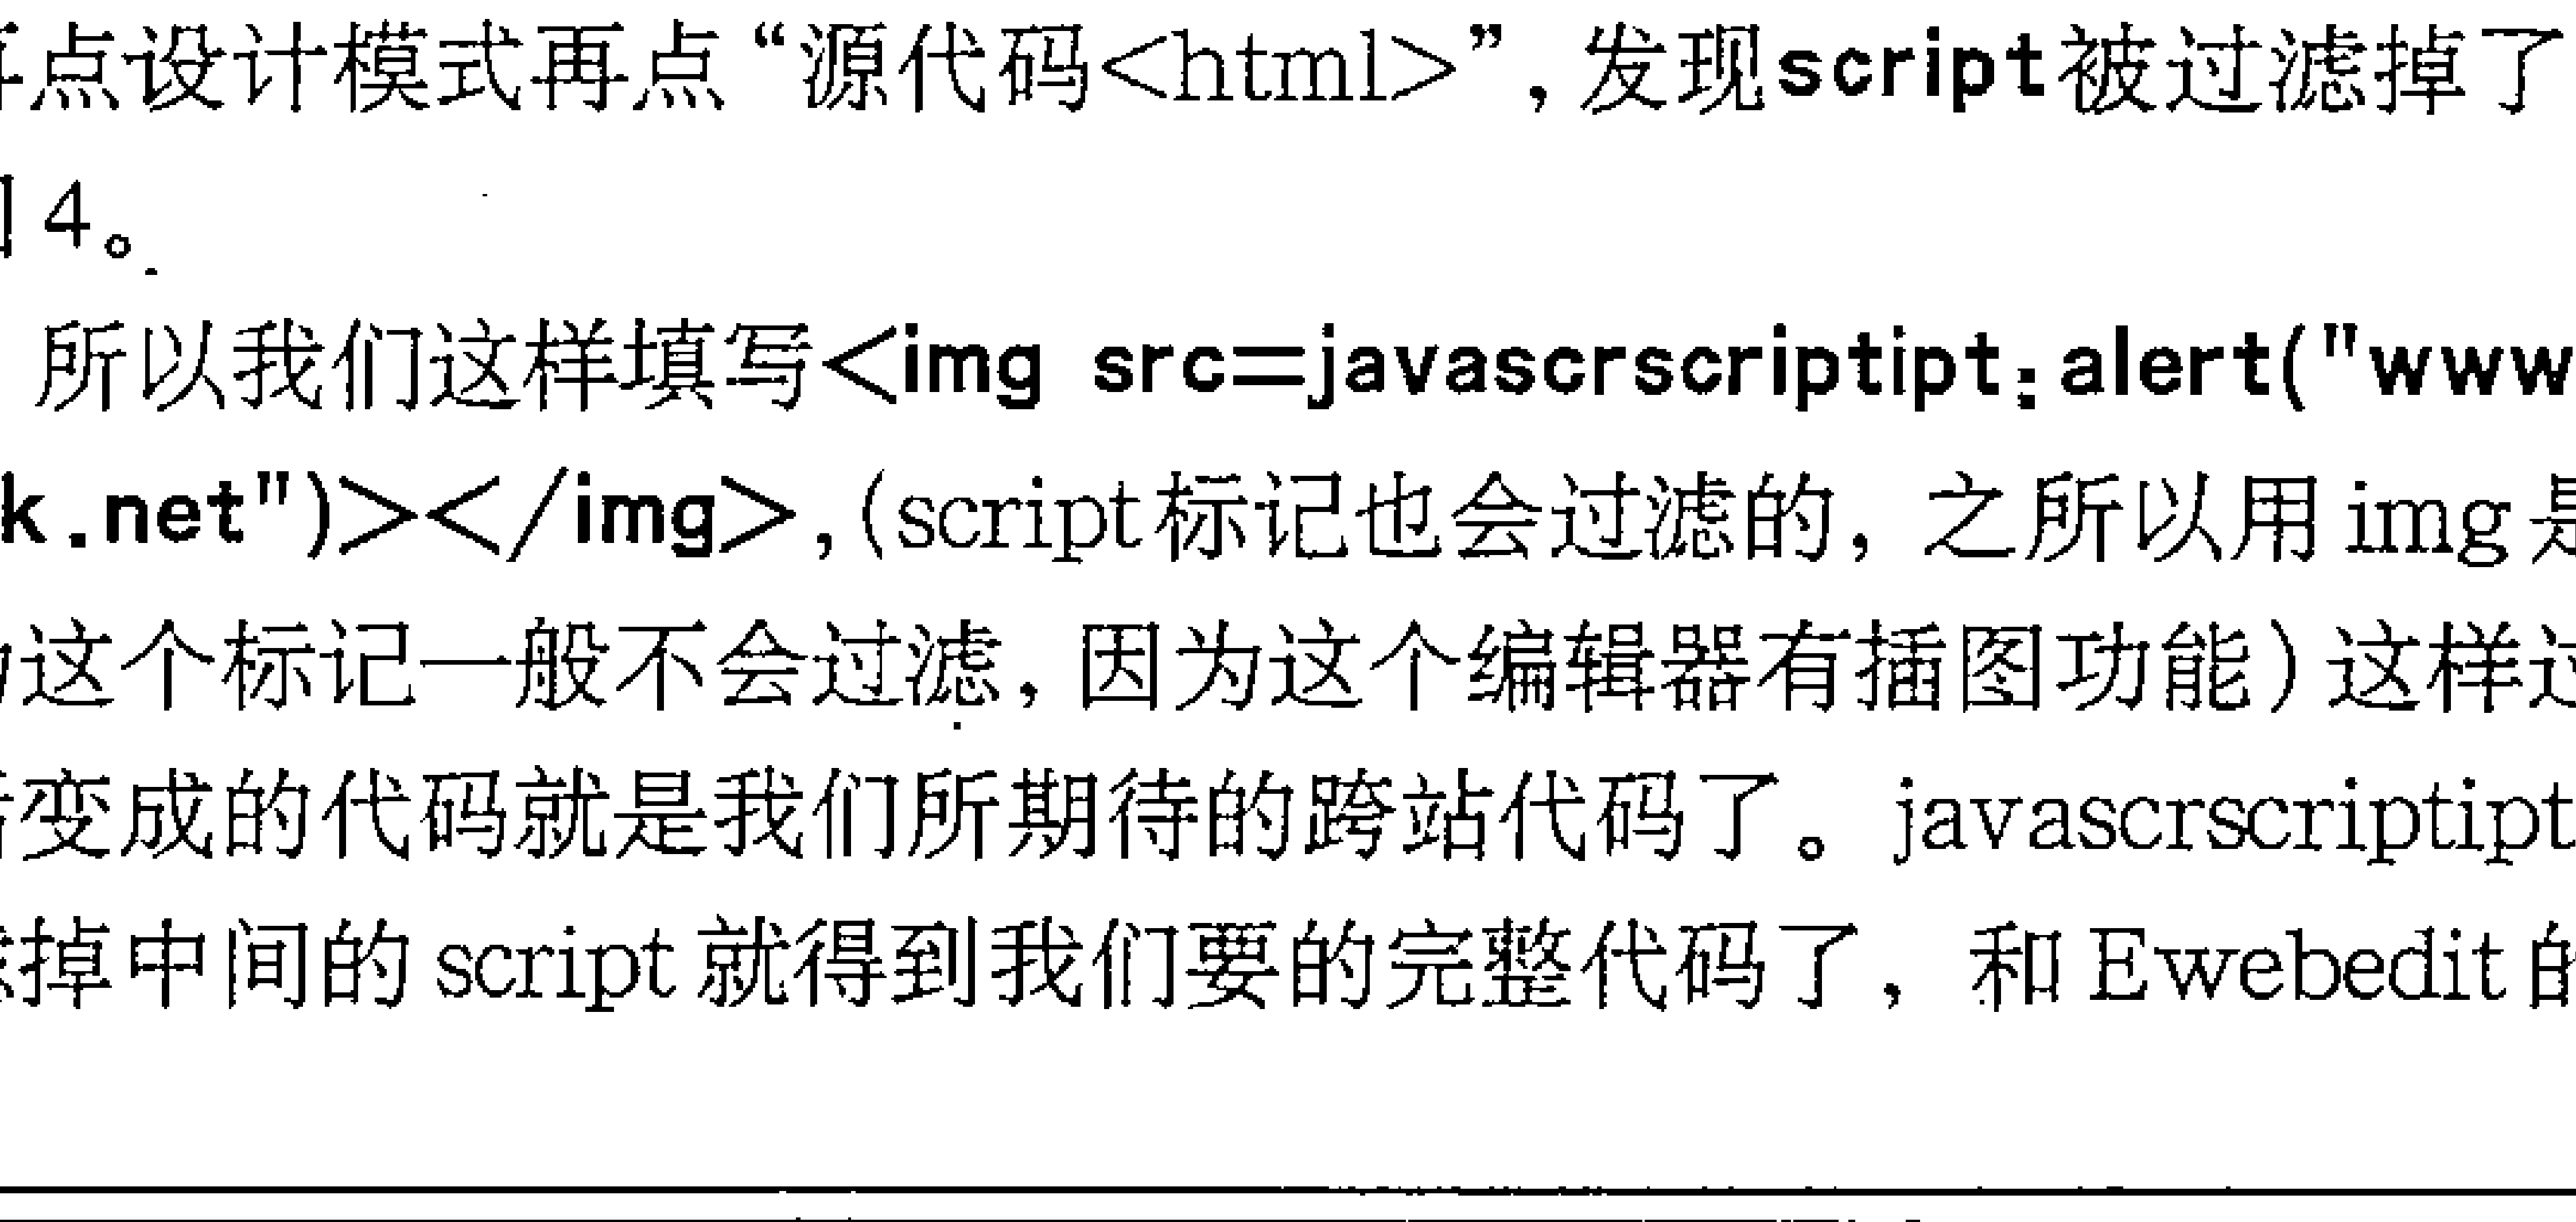 再点设计模式再点“源代码<html>”,发现script被过滤掉了
4。
所以我们这样填写<img src=javascrscriptipt:alert("www
k.net")></img>,(script标记也会过滤的，之所以用img是
这个标记一般不会过滤，因为这个编辑器有插图功能)这样过
变成的代码就是我们所期待的跨站代码了。javascrscriptipt
掉中间的script就得到我们要的完整代码了，和Ewebedit的